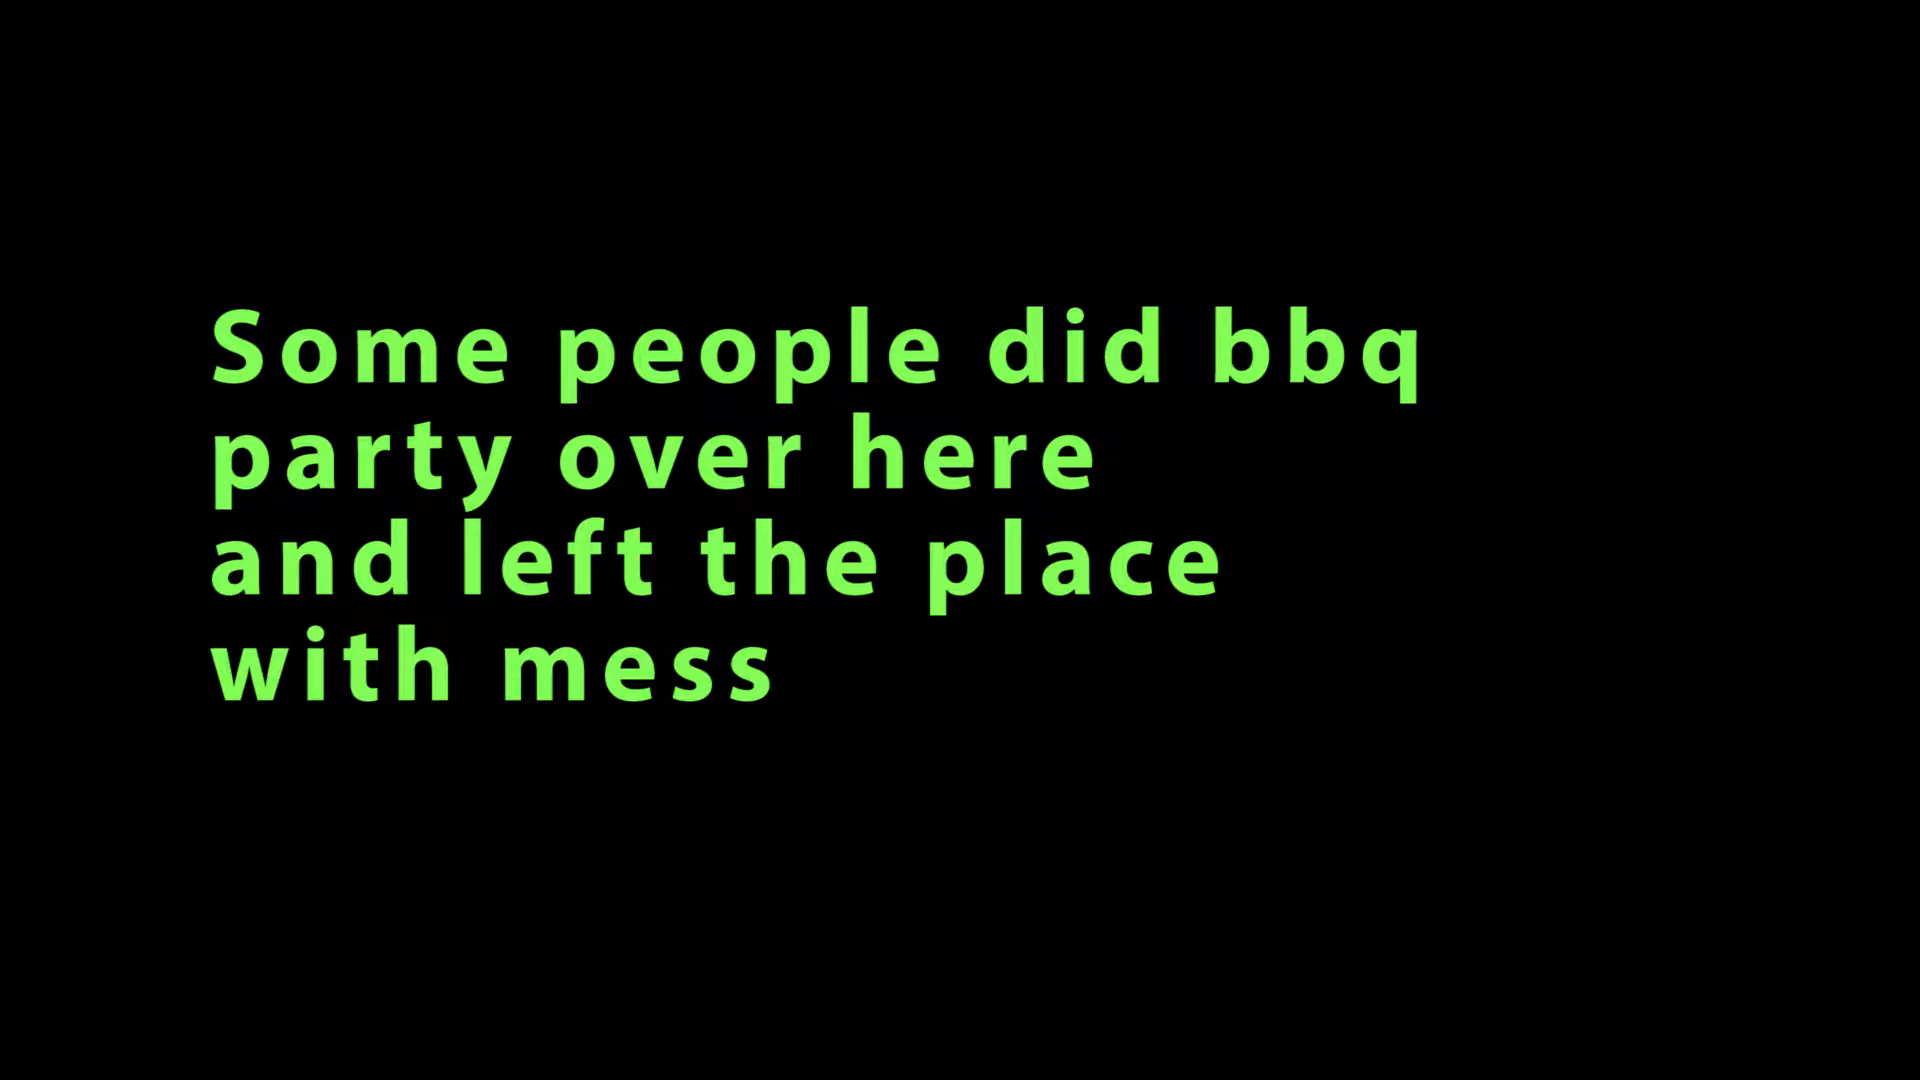 Some people did bbq
party over here
and left the place
with mess